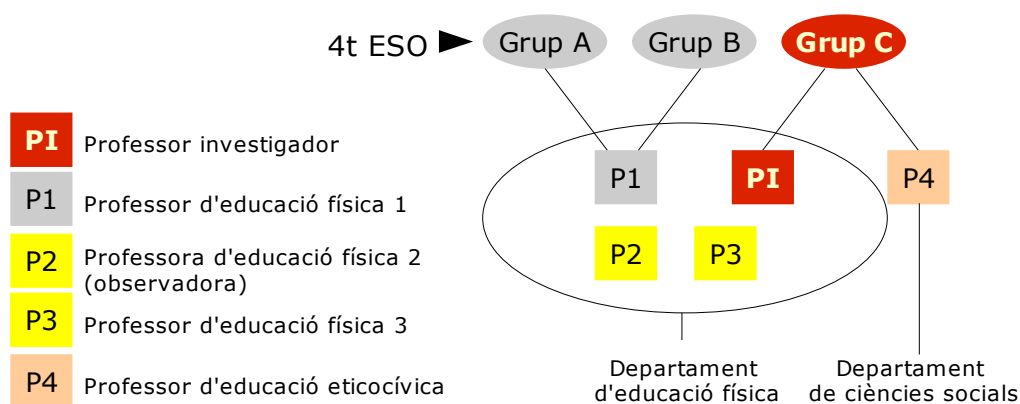 4t ESO
Grup A
Grup B
Grup C
PI Professor investigador
P1 Professor d'educació física 1
P2 Professora d'educació física 2
(observadora)
P3 Professor d'educació física 3
P4 Professor d'educació eticocívica
P1
PI
P4
P2
P3
Departament
d'educació física
Departament
de ciències socials